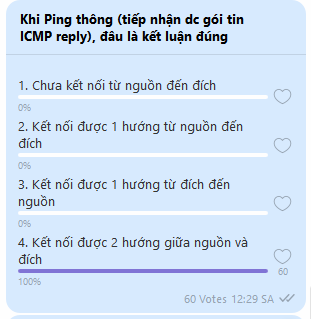 Khi Ping thông (tiếp nhận dc gói tin
ICMP reply), đâu là kết luận đúng
1. Chưa kết nối từ nguồn đến đích
0%
2. Kết nối được 1 hướng từ nguồn đến
đích
0%
3. Kết nối được 1 hướng từ đích đến
nguồn
0%
4. Kết nối được 2 hướng giữa nguồn và
đích
60
100%
60 Votes 12:29 SA